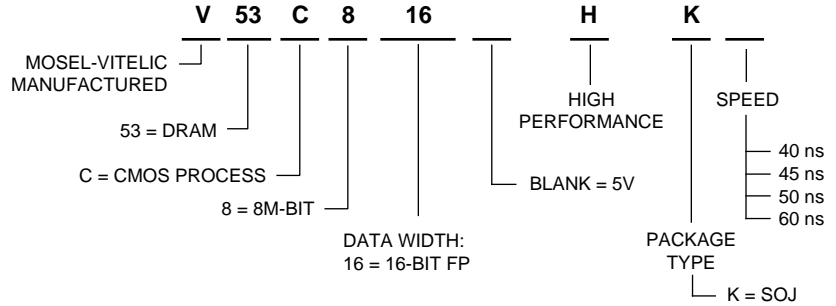 V 53 C 8 16 H K
MOSEL-VITELIC
MANUFACTURED
53 = DRAM
C = CMOS PROCESS
8 = 8M-BIT
DATA WIDTH:
16 = 16-BIT FP
BLANK = 5V
HIGH
PERFORMANCE
PACKAGE
TYPE
K = SOJ
SPEED
40 ns
45 ns
50 ns
60 ns